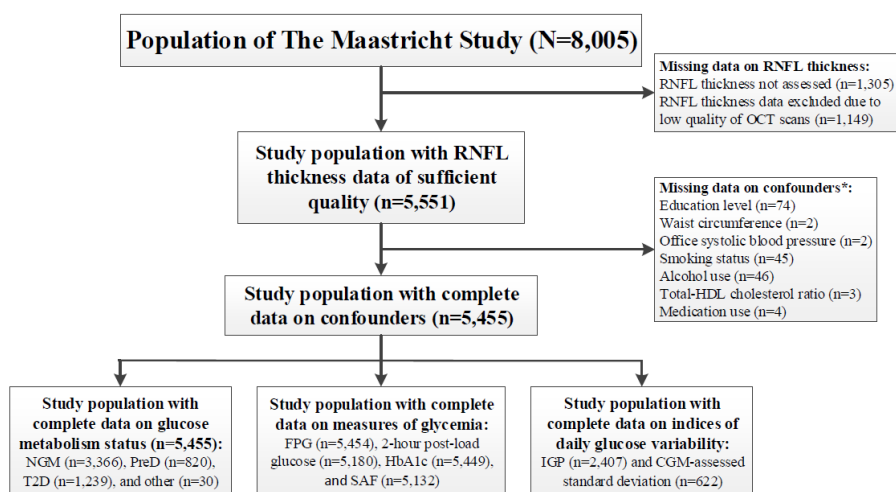 Population of The Maastricht Study (N=8,005)
Missing data on RNFL thickness:
RNFL thickness not assessed (n=1,305)
RNFL thickness data excluded due to
low quality of OCT scans (n=1,149)
Study population with RNFL
thickness data of sufficient
quality (n=5,551)
Missing data on confounders*:
Education level (n=74)
Waist circumference (n=2)
Office systolic blood pressure (n=2)
Smoking status (n=45)
Alcohol use (n=46)
Total-HDL cholesterol ratio (n=3)
Medication use (n=4)
Study population with complete
data on confounders (n=5,455)
Study population with
complete data on glucose
metabolism status (n=5,455):
NGM (n=3,366), PreD (n=820),
T2D (n=1,239), and other (n=30)
Study population with complete
data on measures of glycemia:
FPG (n=5,454), 2-hour post-load
glucose (n=5,180), HbA1c (n=5,449),
and SAF (n=5,132)
Study population with
complete data on indices of
daily glucose variability:
IGP (n=2,407) and CGM-assessed
standard deviation (n=622)